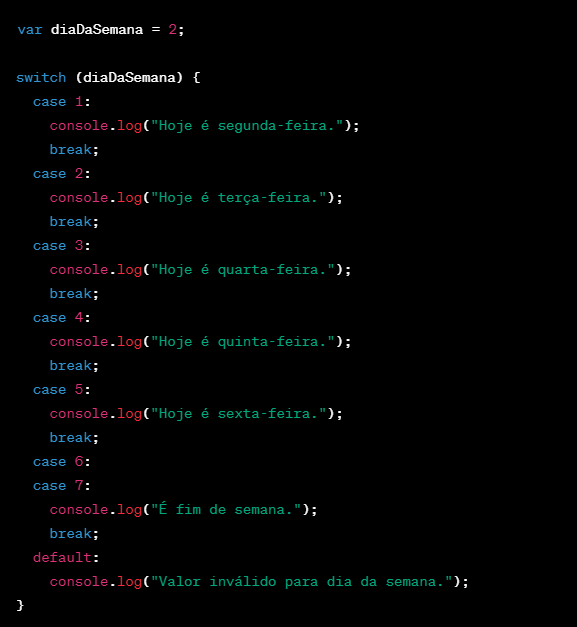 var diaDaSemana = 2;
switch (diaDaSemana) {
case 1:
console.log("Hoje é segunda-feira.");
break;
case 2:
console.log("Hoje é terça-feira.");
break;
case 3:
console.log("Hoje é quarta-feira.");
break;
case 4:
console.log("Hoje é quinta-feira.");
break;
case 5:
console.log("Hoje é sexta-feira.");
break;
case 6:
case 7:
console.log("É fim de semana.");
break;
default:
console.log("Valor inválido para dia da semana.");
}